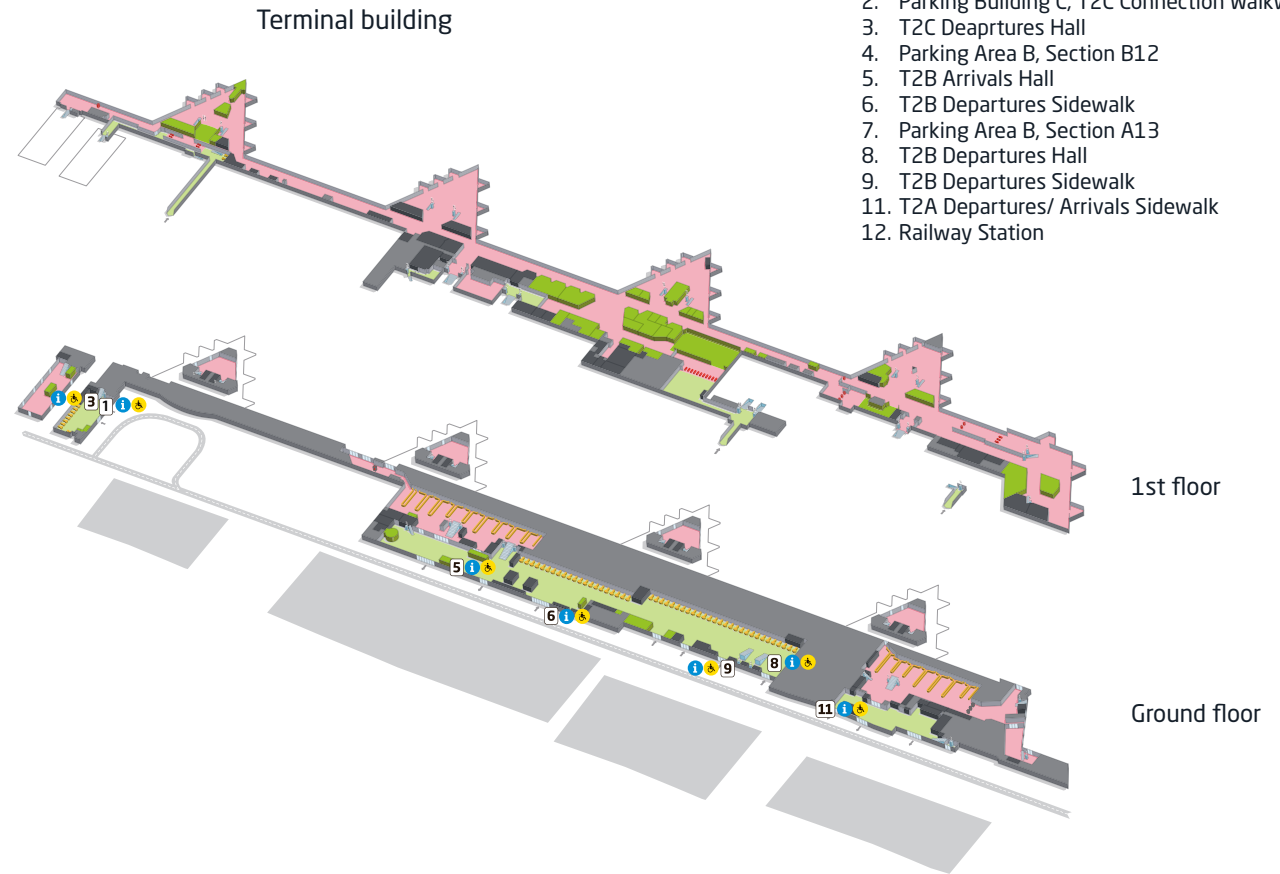 Terminal building
2. Parking Building C, T2C Connection
3. T2C Deaprtures Hall
4. Parking Area B, Section B12
5. T2B Arrivals Hall
6. T2B Departures Sidewalk
7. Parking Area B, Section A13
8. T2B Departures Hall
9. T2B Departures Sidewalk
11. T2A Departures/ Arrivals Sidewalk
12. Railway Station
3
1
1st floor
5
6
9
8
11
Ground floor